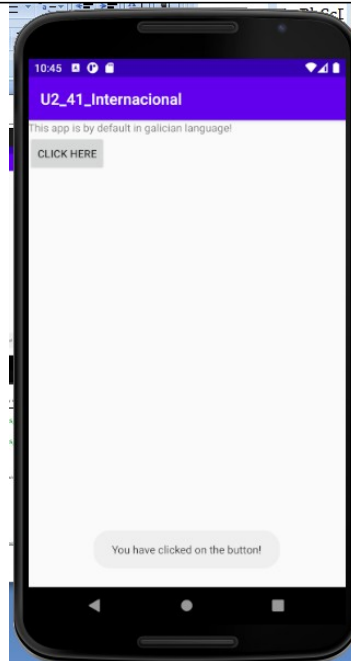 10:45
U2_41_Internacional
This app is by default in galician language!
CLICK HERE
You have clicked on the button!